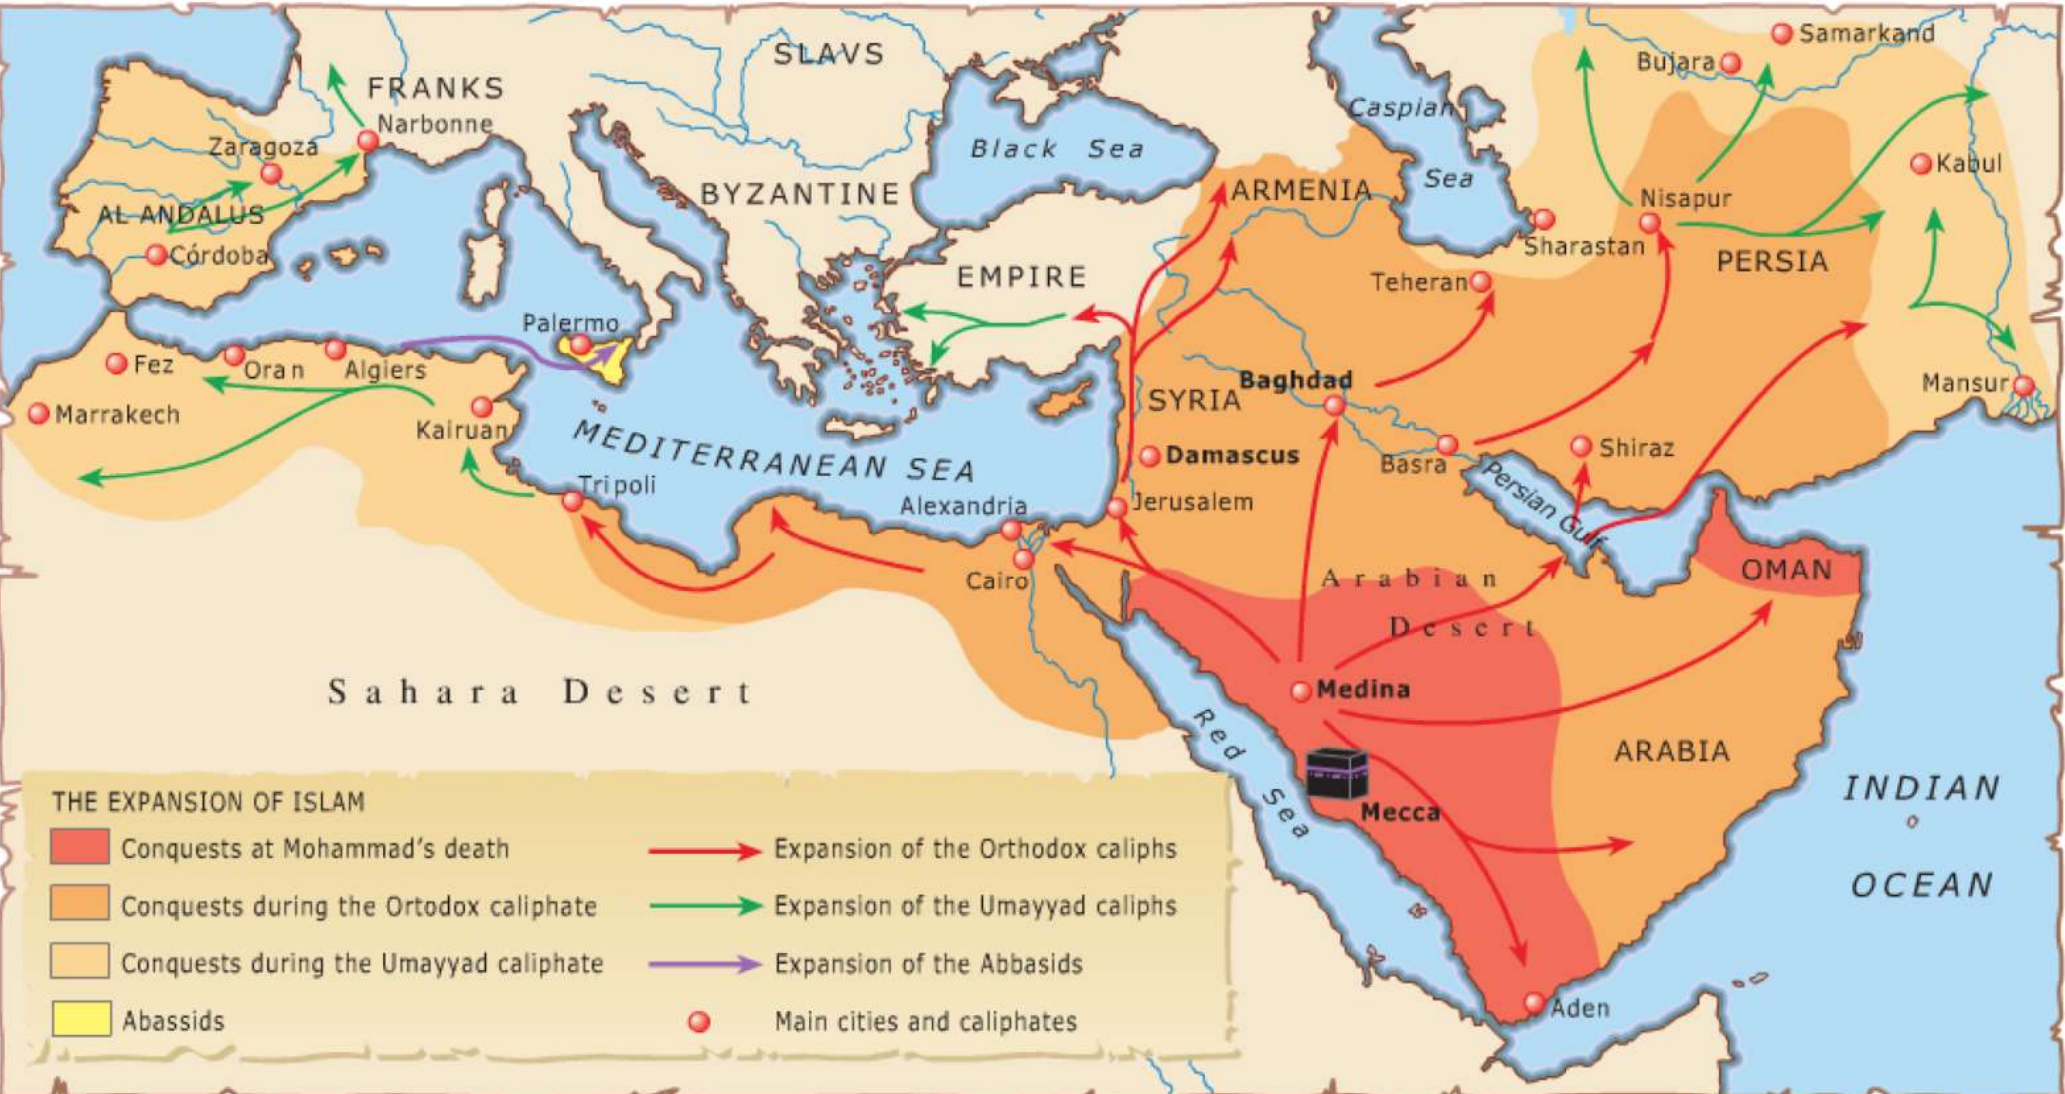 SLAVS
FRANKS
Narbonne
Zaragoza
AL ANDALUS
Córdoba
BYZANTINE
EMPIRE
Black Sea
ARMENIA
Caspian
Sea
Samarkand
Bujara
Kabul
Nisapur
Sharastan
PERSIA
Teheran
Mansur
Palermo
Fez
Oran
Algiers
Marrakech
Kairuan
MEDITERRANEAN SEA
Tripoli
Alexandria
Cairo
SYRIA
Baghdad
Damascus
Jerusalem
Basra
Shiraz
Persian Gulf
OMAN
Arabian
Desert
Sahara Desert
Medina
Mecca
Red Sea
ARABIA
Aden
INDIAN
OCEAN
THE EXPANSION OF ISLAM
Conquests at Mohammad's death
Conquests during the Ortodox caliphate
Conquests during the Umayyad caliphate
Abassids
Expansion of the Orthodox caliphs
Expansion of the Umayyad caliphs
Expansion of the Abbasids
Main cities and caliphates